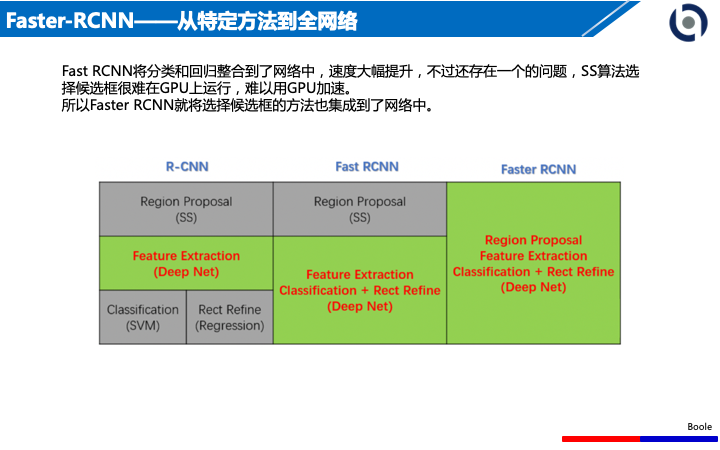 Faster-RCNN——从特定方法到全网络
Fast RCNN将分类和回归整合到了网络中，速度大幅提升，不过还存在一个的问题，SS算法选
择候选框很难在GPU上运行，难以用GPU加速。
所以Faster RCNN就将选择候选框的方法也集成到了网络中。
R-CNN
Fast RCNN
Faster RCNN
Region Proposal
(SS)
Region Proposal
(SS)
Region Proposal
Feature Extraction
Classification + Rect Refine
(Deep Net)
Feature Extraction
(Deep Net)
Feature Extraction
Classification + Rect Refine
(Deep Net)
Classification
(SVM)
Rect Refine
(Regression)
Boole